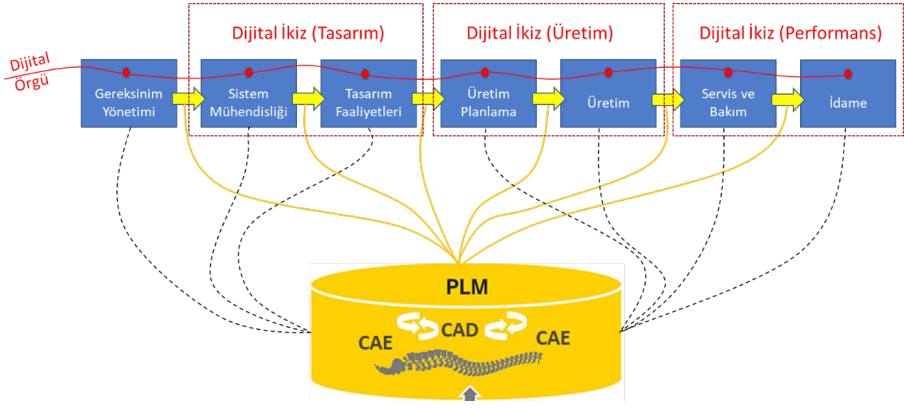 Dijital İkiz (Tasarım)
Dijital İkiz (Üretim)
Dijital İkiz (Performans)
Dijital
Örgü
Gereksinim
Yönetimi
Sistem
Mühendisliği
Tasarım
Faaliyetleri
Üretim
Planlama
Üretim
Servis ve
Bakım
İdame
PLM
CAE
CAD
CAE